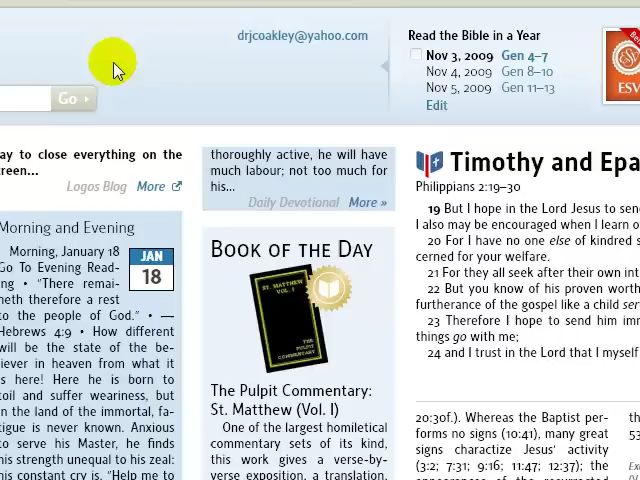 drjcoakley@yahoo.com
Read the Bible in a Year
Nov 3, 2009 Gen 4–7
Nov 4, 2009 Gen 8–10
Nov 5, 2009 Gen 11–13
Edit
ESV
Go
ay to close everything on the
creen...
Logos Blog More
Morning and Evening
Morning, January 18
Go To Evening Read-
ing • "There remai-
neth therefore a rest
to the people of God." • —
Hebrews 4:9 • How different
will be the state of the be-
liever in heaven from what it
is here! Here he is born to
toil and suffer weariness, but
in the land of the immortal, fa-
tigue is never known. Anxious
to serve his Master, he finds
his strength unequal to his zeal:
his constant cry is, "Help me to
JAN
18
thoroughly active, he will have
much labour; not too much for
his...
Daily Devotional More »
Book of the Day
ST. MATTHEW
VOL. I
THE
PULPIT
COMMENTARY
The Pulpit Commentary:
St. Matthew (Vol. I)
One of the largest homiletical
commentary sets of its kind,
this work gives a verse-by-
verse exposition, a translation,
Timothy and Epa
Philippians 2:19–30
19 But I hope in the Lord Jesus to sen
I also may be encouraged when I learn o
20 For I have no one else of kindred s
cerned for your welfare.
21 For they all seek after their own int
22 But you know of his proven worth
furtherance of the gospel like a child ser
23 Therefore I hope to send him imm
things go with me;
24 and I trust in the Lord that I myself
20:30f.). Whereas the Baptist per-
forms no signs (10:41), many great
signs charactize Jesus' activity
(3:2; 7:31; 9:16; 11:47; 12:37); the
appearances of the resurrected